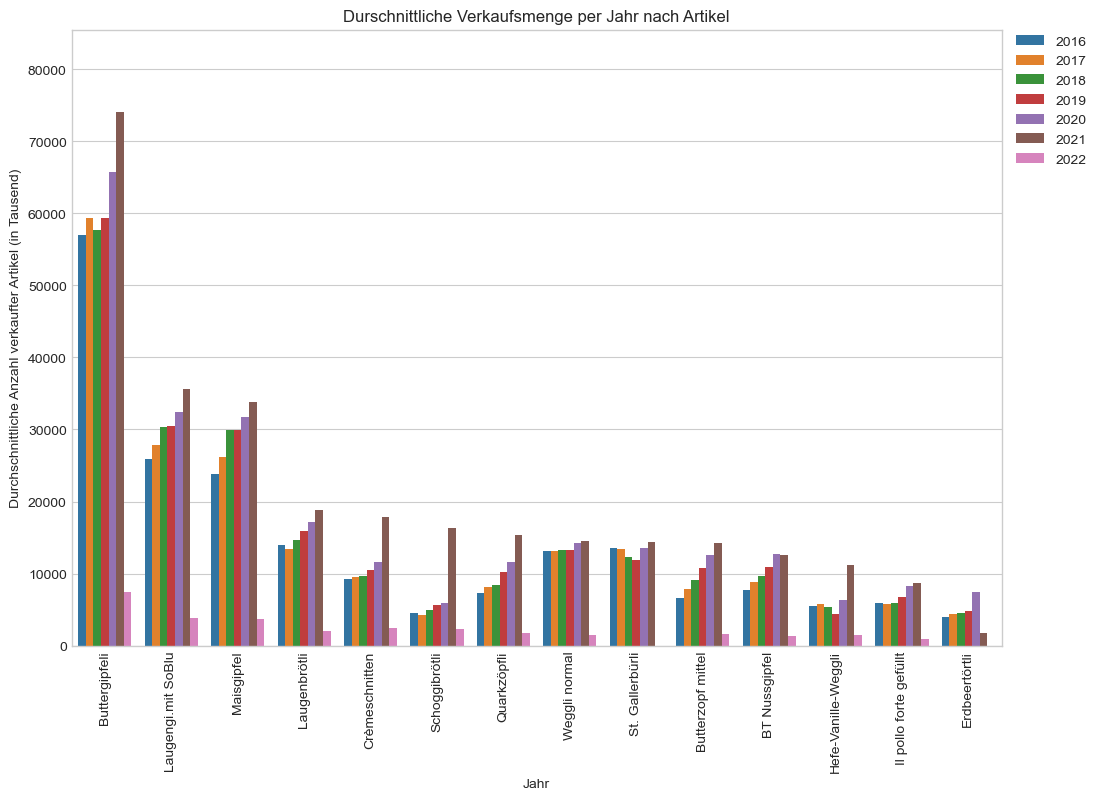 Durschnittliche Verkaufsmenge per Jahr nach Artikel
2016
2017
2018
2019
2020
2021
2022
Durchschnittliche Anzahl verkaufter Artikel (in Tausend)
80000
70000
60000
50000
40000
30000
20000
10000
0
Buttergipfeli
Laugengi mit SoBlu
Maisgipfel
Laugenbrötli
Crèmeschnitten
Schoggibrötli
Quarkzöpfli
Weggli normal
St. Gallerbürli
Butterzopf mittel
BT Nussgipfel
Hefe-Vanille-Weggli
Il pollo forte gefüllt
Erdbeertörtli
Jahr